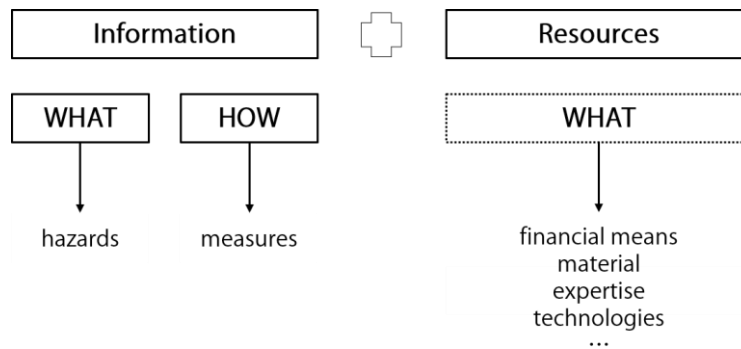 Information
Resources
WHAT
HOW
WHAT
hazards
measures
financial means
material
expertise
technologies
...